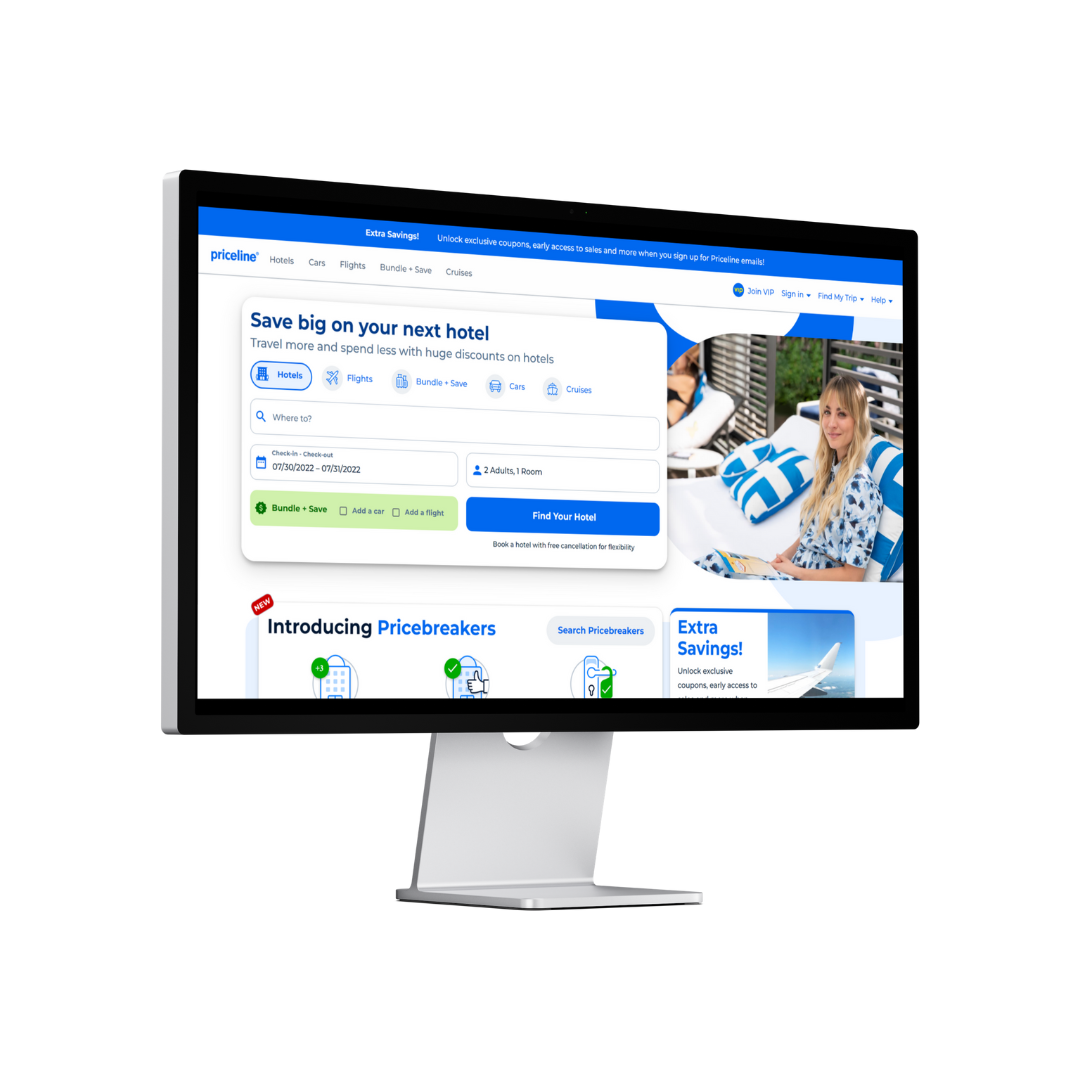 Extra Savings! Unlock exclusive coupons, early access to sales and more when you sign up for Priceline emails!
priceline® Hotels Cars Flights Bundle + Save Cruises
VIP Join VIP Sign in Find My Trip Help
Save big on your next hotel
Travel more and spend less with huge discounts on hotels
Hotels Flights Bundle + Save Cars Cruises
Where to?
Check-in - Check-out
07/30/2022 – 07/31/2022
2 Adults, 1 Room
Bundle + Save Add a car Add a flight
Find Your Hotel
Book a hotel with free cancellation for flexibility
NEW
Introducing Pricebreakers
Search Pricebreakers
+3
Extra
Savings!
Unlock exclusive
coupons, early access to